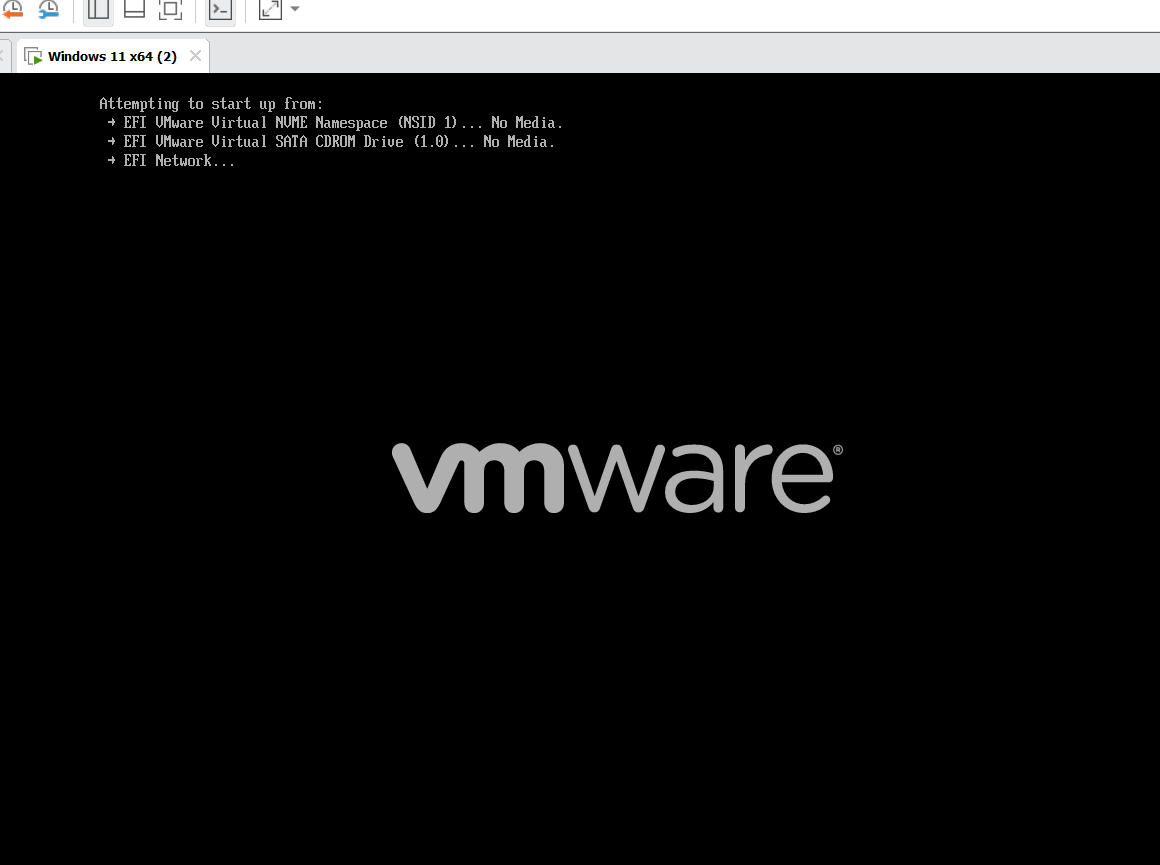 Windows 11 x64 (2)
Attempting to start up from:
→ EFI VMware Virtual NVME Namespace (NSID 1)... No Media.
→ EFI VMware Virtual SATA CDROM Drive (1.0)... No Media.
→ EFI Network...
vmware®